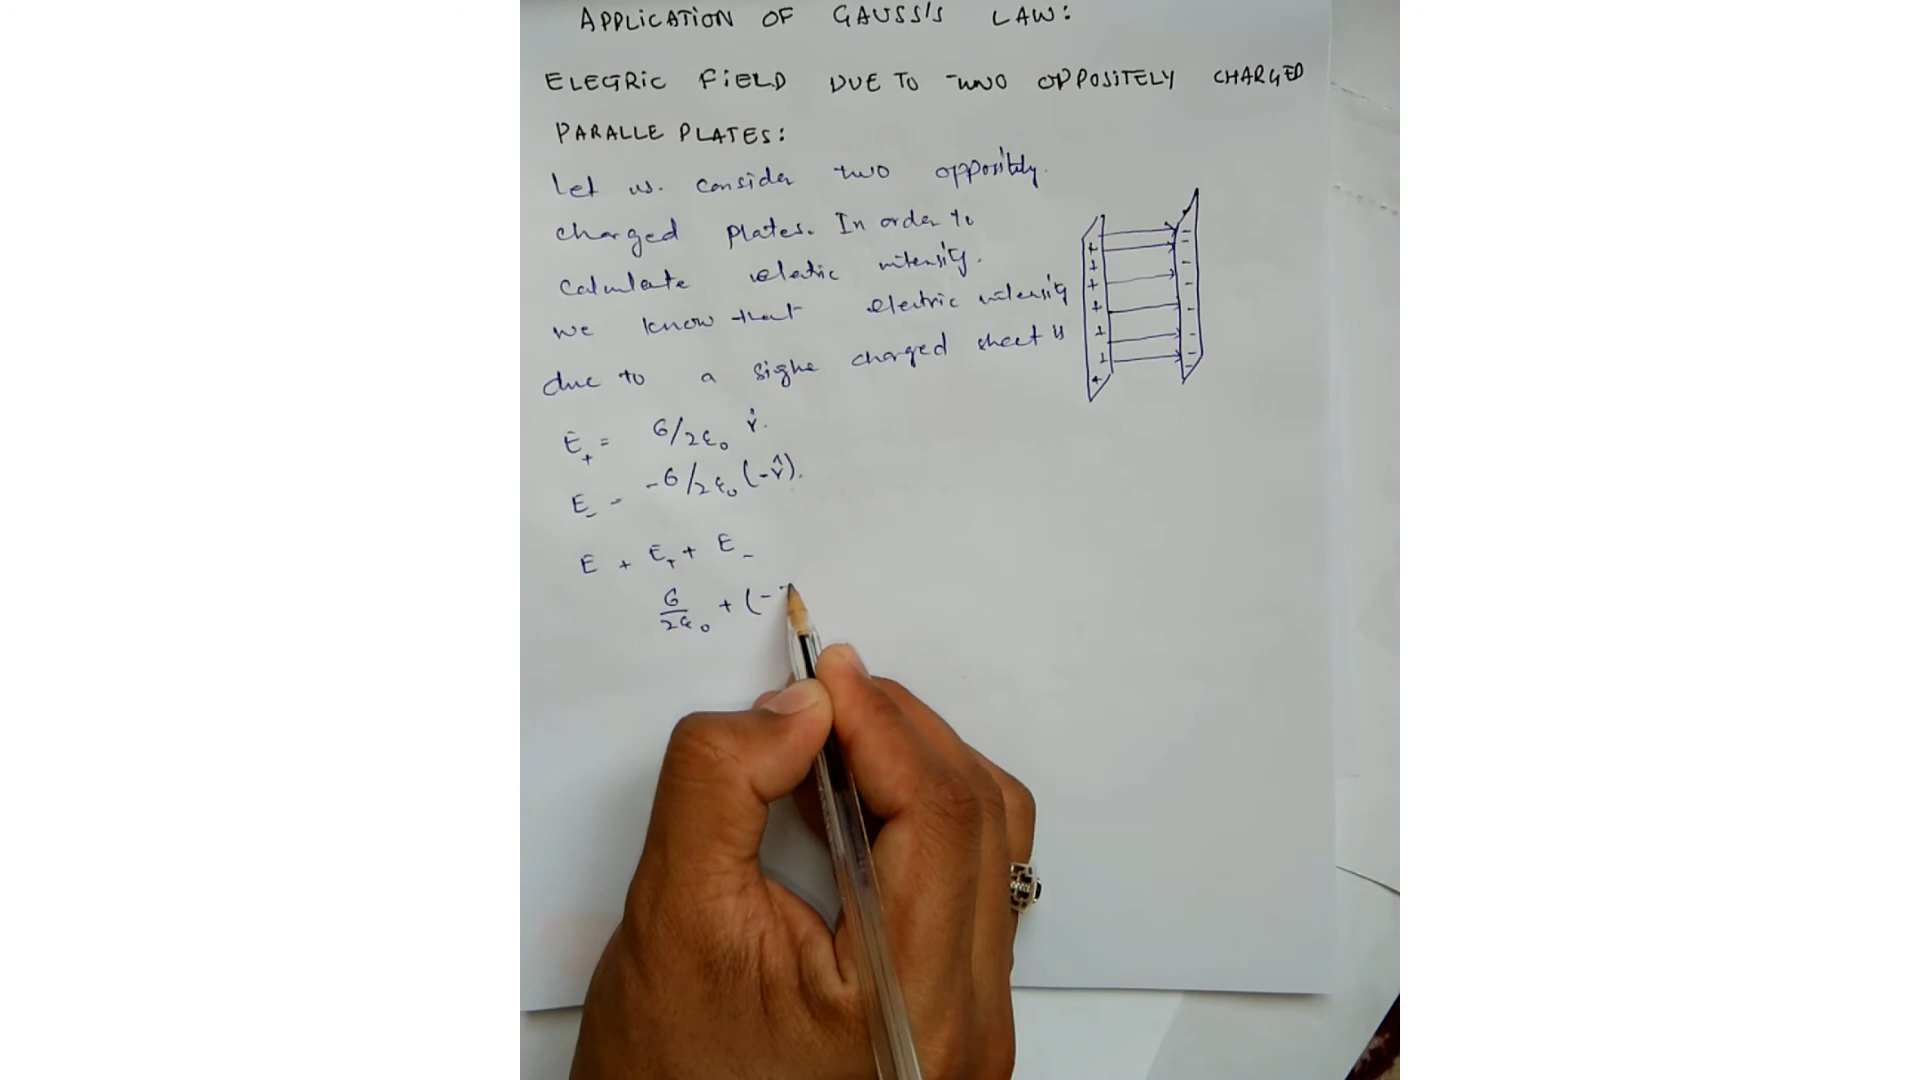 APPLICATION OF GAUSS'S LAW:
ELECTRIC FIELD DUE TO TWO OPPOSITELY CHARGED
PARALLE PLATES:
Let us consider two oppositely
charged plates. In order to
calculate electric intensity.
we know that electric intensity
due to a single charged sheet is
E₊ = σ/2ε₀ r̂.
E₋ = -σ/2ε₀ (-r̂).
E + E₊ + E₋
σ/2ε₀ + (-
+ + + + + + +
- - - - - - -